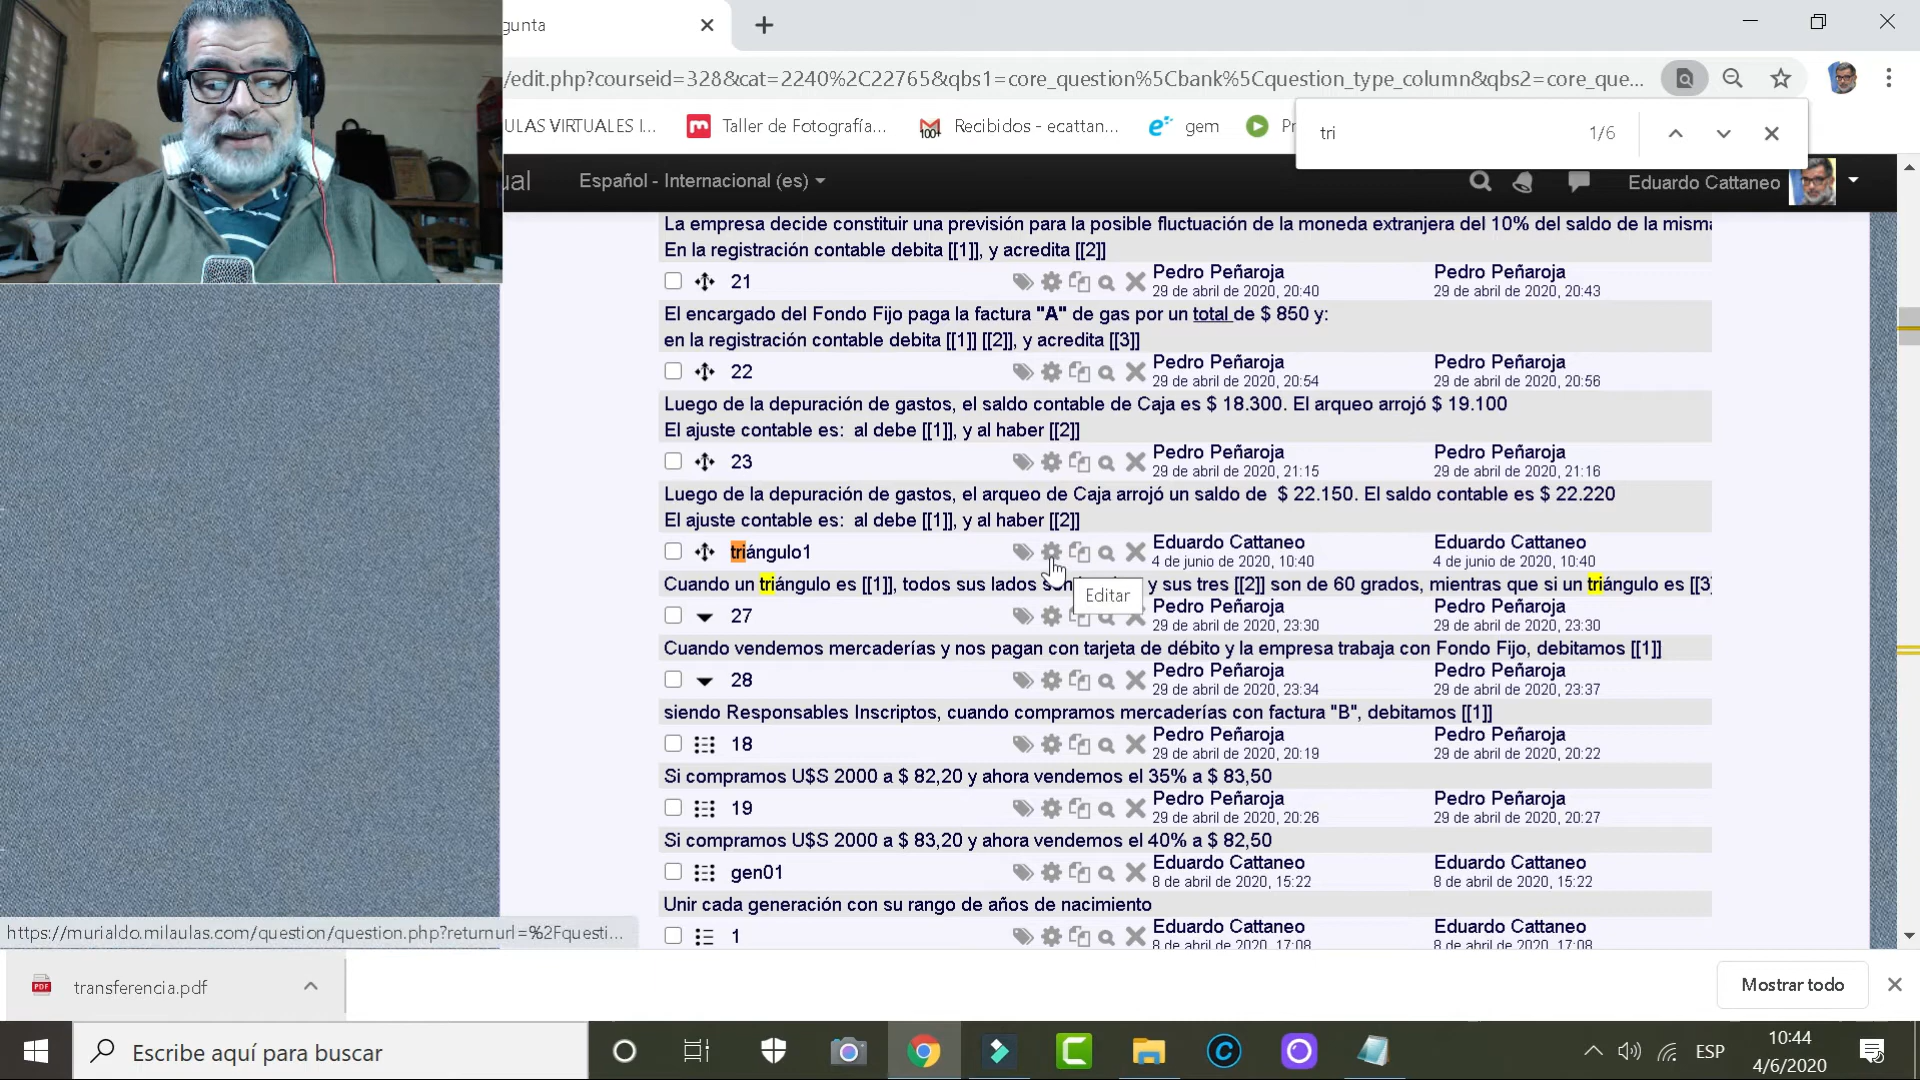 gunta
/edit.php?courseid=328&cat=2240%2C22765&qbs1=core_question%5Cbank%5Cquestion_type_column&qbs2=core_que...
ULAS VIRTUALES I...
Taller de Fotografía...
100+
Recibidos - ecattan...
gem
tri
1/6
ual
Español - Internacional (es)
Eduardo Cattaneo
La empresa decide constituir una previsión para la posible fluctuación de la moneda extranjera del 10% del saldo de la
En la registración contable debita [[1]], y acredita [[2]]
21
Pedro Peñaroja
29 de abril de 2020, 20:40
Pedro Peñaroja
29 de abril de 2020, 20:43
El encargado del Fondo Fijo paga la factura "A" de gas por un total de $ 850 y:
en la registración contable debita [[1]] [[2]], y acredita [[3]]
22
Pedro Peñaroja
29 de abril de 2020, 20:54
Pedro Peñaroja
29 de abril de 2020, 20:56
Luego de la depuración de gastos, el saldo contable de Caja es $ 18.300. El arqueo arrojó $ 19.100
El ajuste contable es: al debe [[1]], y al haber [[2]]
23
Pedro Peñaroja
29 de abril de 2020, 21:15
Pedro Peñaroja
29 de abril de 2020, 21:16
Luego de la depuración de gastos, el arqueo de Caja arrojó un saldo de $ 22.150. El saldo contable es $ 22.220
El ajuste contable es: al debe [[1]], y al haber [[2]]
triángulo1
Eduardo Cattaneo
4 de junio de 2020, 10:40
Eduardo Cattaneo
4 de junio de 2020, 10:40
Cuando un triángulo es [[1]], todos sus lados y sus tres [[2]] son de 60 grados, mientras que si un triángulo es [[3]
Editar
27
Pedro Peñaroja
29 de abril de 2020, 23:30
Pedro Peñaroja
29 de abril de 2020, 23:30
Cuando vendemos mercaderías y nos pagan con tarjeta de débito y la empresa trabaja con Fondo Fijo, debitamos [[1]]
28
Pedro Peñaroja
29 de abril de 2020, 23:34
Pedro Peñaroja
29 de abril de 2020, 23:37
siendo Responsables Inscriptos, cuando compramos mercaderías con factura "B", debitamos [[1]]
18
Pedro Peñaroja
29 de abril de 2020, 20:19
Pedro Peñaroja
29 de abril de 2020, 20:22
Si compramos U$S 2000 a $ 82,20 y ahora vendemos el 35% a $ 83,50
19
Pedro Peñaroja
29 de abril de 2020, 20:26
Pedro Peñaroja
29 de abril de 2020, 20:27
Si compramos U$S 2000 a $ 83,20 y ahora vendemos el 40% a $ 82,50
gen01
Eduardo Cattaneo
8 de abril de 2020, 15:22
Eduardo Cattaneo
8 de abril de 2020, 15:22
Unir cada generación con su rango de años de nacimiento
1
Eduardo Cattaneo
8 de abril de 2020, 17:08
Eduardo Cattaneo
8 de abril de 2020, 17:08
https://murialdo.milaulas.com/question/question.php?returnurl=%2Fquesti...
PDF
transferencia.pdf
Mostrar todo
Escribe aquí para buscar
ESP
10:44
4/6/2020